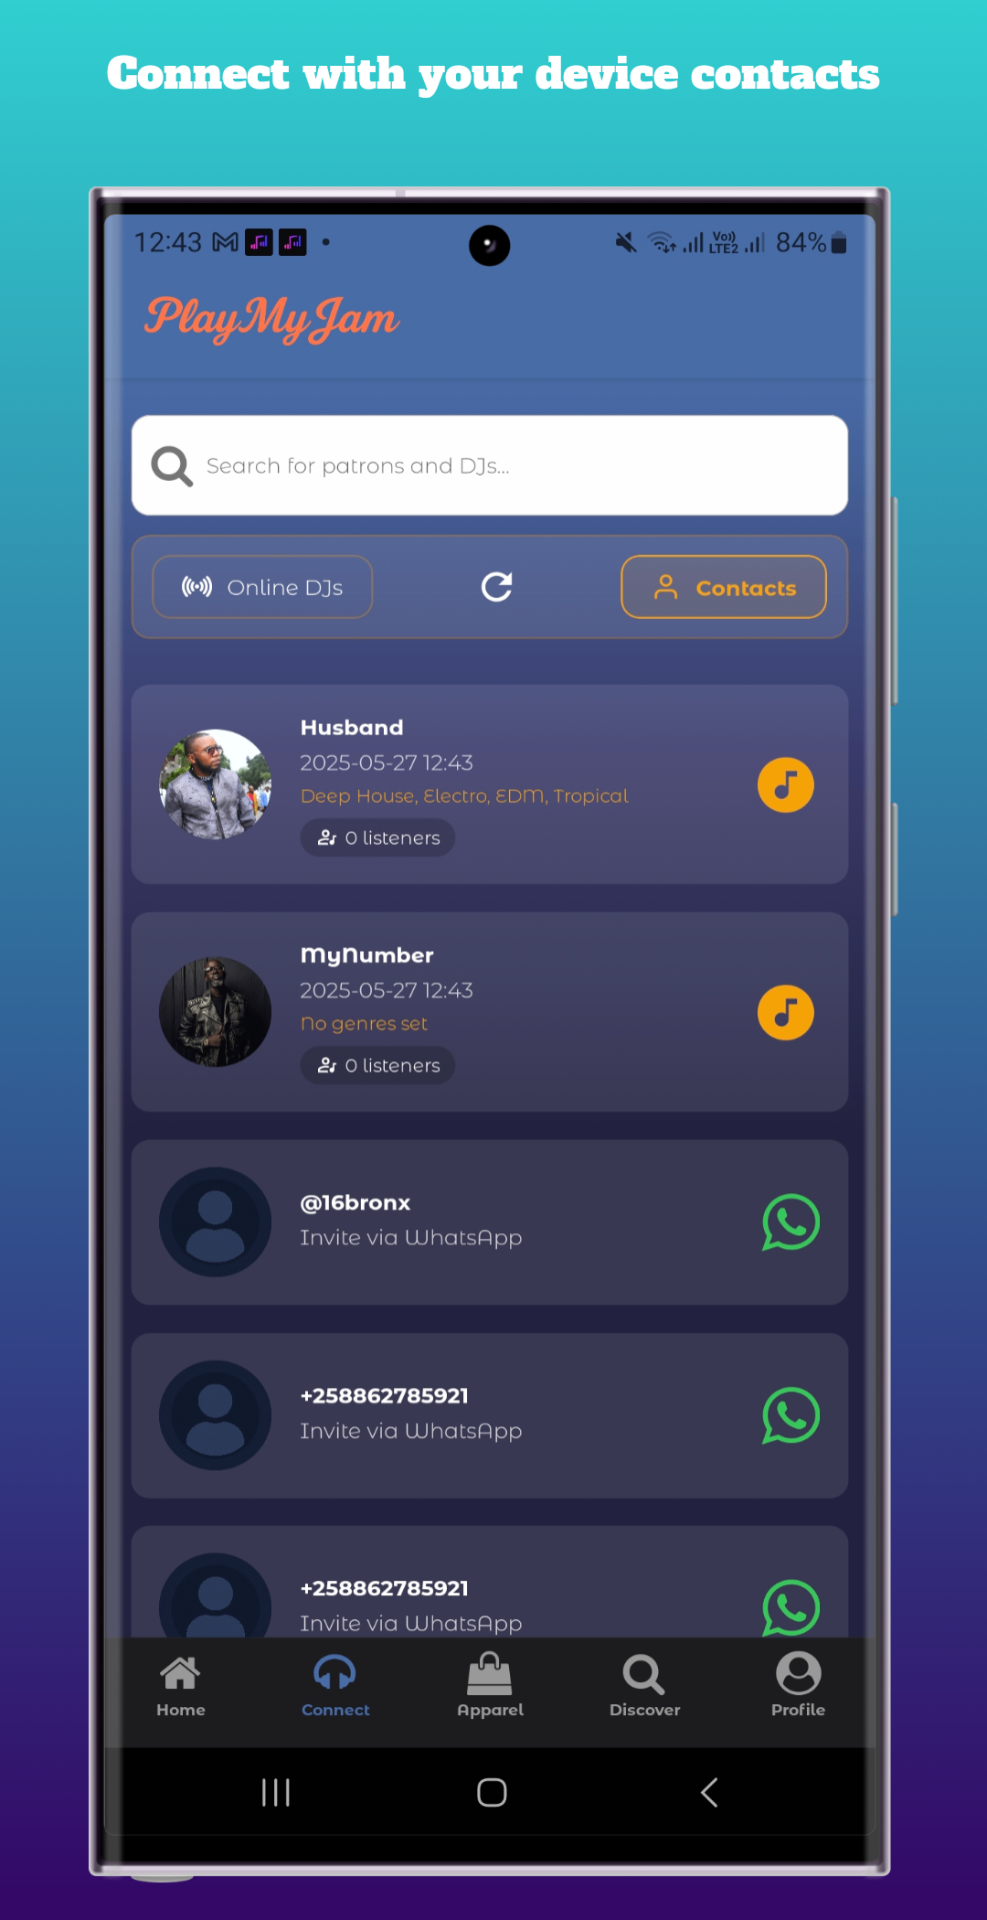 Connect with your device contacts
12:43
Vo))
LTE2
84%
PlayMyJam
Search for patrons and DJs...
Online DJs
Contacts
Husband
2025-05-27 12:43
Deep House, Electro, EDM, Tropical
0 listeners
MyNumber
2025-05-27 12:43
No genres set
0 listeners
@16bronx
Invite via WhatsApp
+258862785921
Invite via WhatsApp
+258862785921
Invite via WhatsApp
Home
Connect
Apparel
Discover
Profile